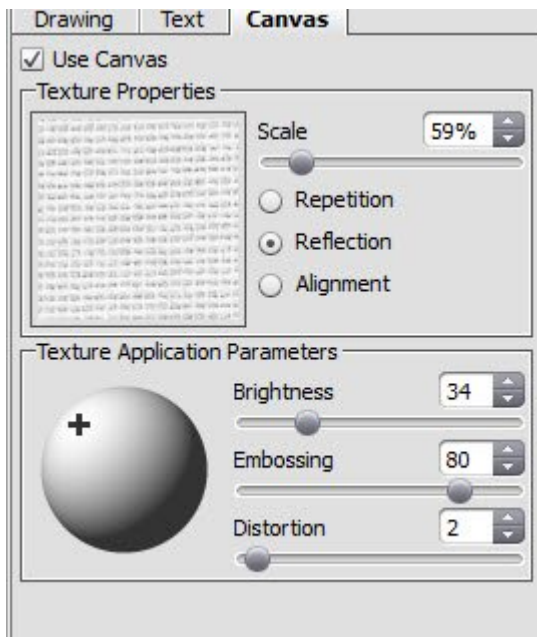 Drawing Text Canvas
Use Canvas
Texture Properties
Scale 59%
Repetition
Reflection
Alignment
Texture Application Parameters
Brightness 34
Embossing 80
Distortion 2